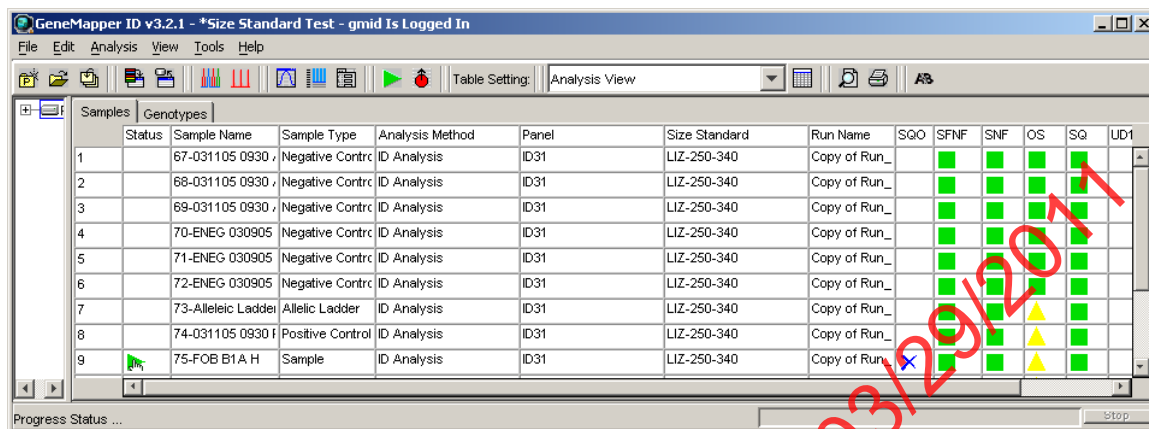 GeneMapper ID v3.2.1 - *Size Standard Test - gmid Is Logged In
File Edit Analysis View Tools Help
Table Setting: Analysis View
Samples Genotypes
Status Sample Name Sample Type Analysis Method Panel Size Standard Run Name SQO SFNF SNF OS SQ UD1
1 67-031105 0930 Negative Contrc ID Analysis ID31 LIZ-250-340 Copy of Run_
2 68-031105 0930 Negative Contrc ID Analysis ID31 LIZ-250-340 Copy of Run_
3 69-031105 0930 Negative Contrc ID Analysis ID31 LIZ-250-340 Copy of Run_
4 70-ENEG 030905 Negative Contrc ID Analysis ID31 LIZ-250-340 Copy of Run_
5 71-ENEG 030905 Negative Contrc ID Analysis ID31 LIZ-250-340 Copy of Run_
6 72-ENEG 030905 Negative Contrc ID Analysis ID31 LIZ-250-340 Copy of Run_
7 73-Alleleic Ladder Allelic Ladder ID Analysis ID31 LIZ-250-340 Copy of Run_
8 74-031105 0930 Positive Control ID Analysis ID31 LIZ-250-340 Copy of Run_
9 75-FOB B1 A H Sample ID Analysis ID31 LIZ-250-340 Copy of Run_
Progress Status ... Stop
03/29/2011